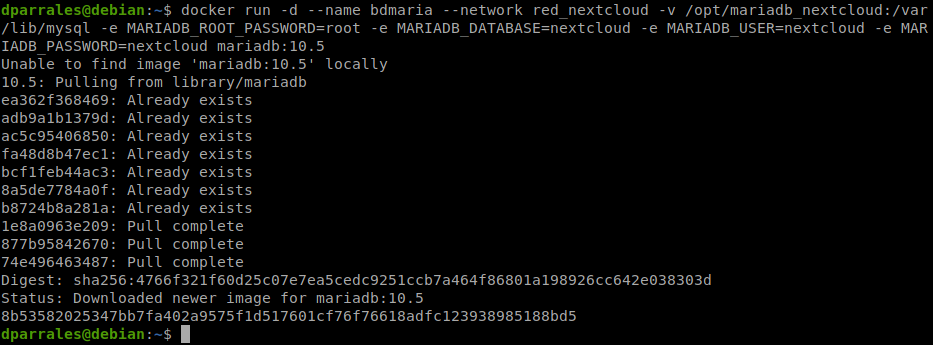 dparrales@debian:~$ docker run -d --name bdmaria --network red_nextcloud -v /opt/mariadb_nextcloud:/var
/lib/mysql -e MARIADB_ROOT_PASSWORD=root -e MARIADB_DATABASE=nextcloud -e MARIADB_USER=nextcloud -e MAR
IADB_PASSWORD=nextcloud mariadb:10.5
Unable to find image 'mariadb:10.5' locally
10.5: Pulling from library/mariadb
ea362f368469: Already exists
adb9a1b1379d: Already exists
ac5c95406850: Already exists
fa48d8b47ec1: Already exists
bcf1feb44ac3: Already exists
8a5de7784a0f: Already exists
b8724b8a281a: Already exists
1e8a0963e209: Pull complete
877b95842670: Pull complete
74e496463487: Pull complete
Digest: sha256:4766f321f60d25c07e7ea5cedc9251ccb7a464f86801a198926cc642e038303d
Status: Downloaded newer image for mariadb:10.5
8b53582025347bb7fa402a9575f1d517601cf76f76618adfc123938985188bd5
dparrales@debian:~$